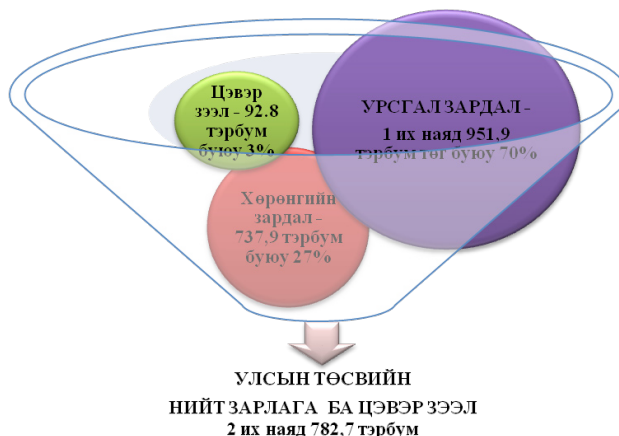 Цэвэр
зээл - 92.8
тэрбум
буюу 3%
УРСГАЛ ЗАРДАЛ -
1 их наяд 951,9
тэрбум төг буюу 70%
Хөрөнгийн
зардал -
737,9 тэрбум
буюу 27%
УЛСЫН ТӨСВИЙН
НИЙТ ЗАРЛАГА БА ЦЭВЭР ЗЭЭЛ
2 их наяд 782,7 тэрбум